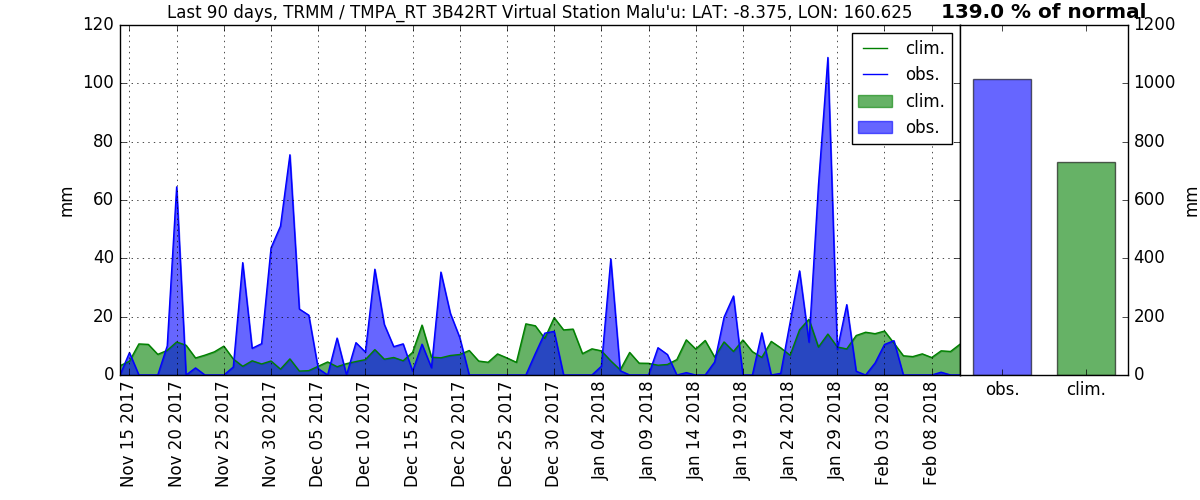 Last 90 days, TRMM / TMPA_RT 3B42RT Virtual Station Malu'u: LAT: -8.375, LON: 160.625
139.0 % of normal
120
100
80
60
40
20
0
mm
clim.
obs.
clim.
obs.
1200
1000
800
600
400
200
0
mm
Nov 15 2017
Nov 20 2017
Nov 25 2017
Nov 30 2017
Dec 05 2017
Dec 10 2017
Dec 15 2017
Dec 20 2017
Dec 25 2017
Dec 30 2017
Jan 04 2018
Jan 09 2018
Jan 14 2018
Jan 19 2018
Jan 24 2018
Jan 29 2018
Feb 03 2018
Feb 08 2018
obs.
clim.